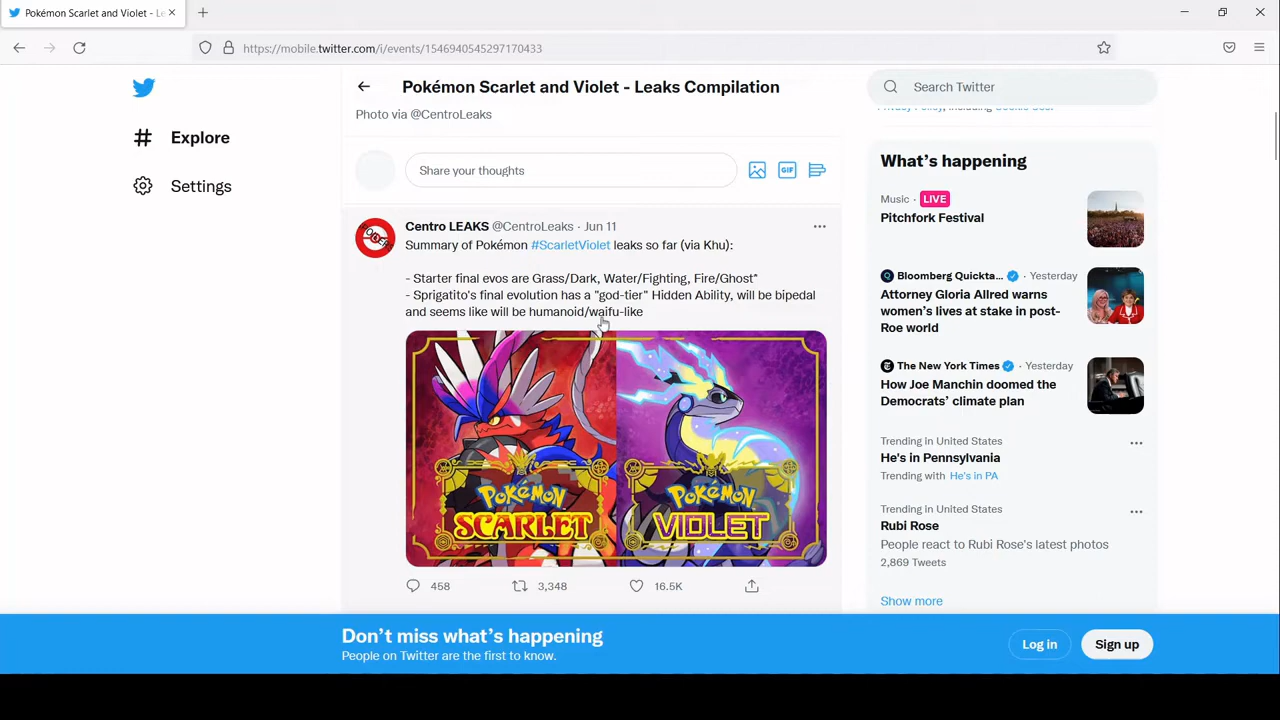 Pokémon Scarlet and Violet - Le
https://mobile.twitter.com/i/events/1546940545297170433
Explore
Settings
Pokémon Scarlet and Violet - Leaks Compilation
Photo via @CentroLeaks
Share your thoughts
GIF
Centro LEAKS @CentroLeaks · Jun 11
Summary of Pokémon #ScarletViolet leaks so far (via Khu):
- Starter final evos are Grass/Dark, Water/Fighting, Fire/Ghost*
- Sprigatito's final evolution has a "god-tier" Hidden Ability, will be bipedal
and seems like will be humanoid/waifu-like
POKéMON
SCARLET
POKéMON
VIOLET
458
3,348
16.5K
Search Twitter
What's happening
Music · LIVE
Pitchfork Festival
Bloomberg Quickta... · Yesterday
Attorney Gloria Allred warns
women's lives at stake in post-
Roe world
The New York Times · Yesterday
How Joe Manchin doomed the
Democrats' climate plan
Trending in United States
He's in Pennsylvania
Trending with He's in PA
Trending in United States
Rubi Rose
People react to Rubi Rose's latest photos
2,869 Tweets
Show more
Don't miss what's happening
People on Twitter are the first to know.
Log in
Sign up